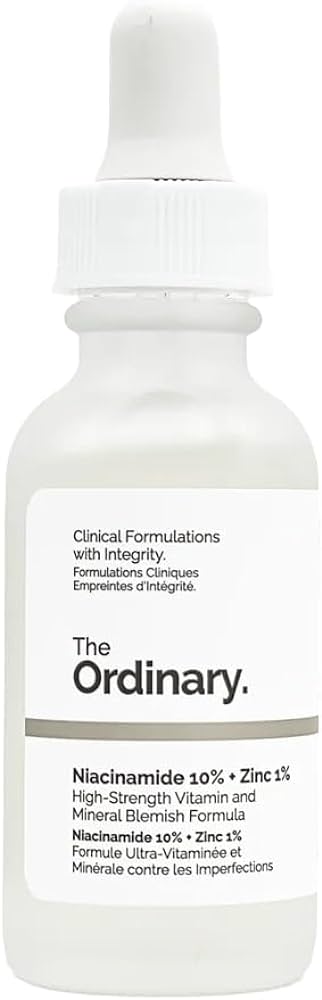 Clinical Formulations
with Integrity.
Formulations Cliniques
Empreintes d'Intégrité.
The
Ordinary.
Niacinamide 10% + Zinc 1%
High-Strength Vitamin and
Mineral Blemish Formula
Niacinamide 10% + Zinc 1%
Formule Ultra-Vitaminée et
Minérale contre les Imperfections